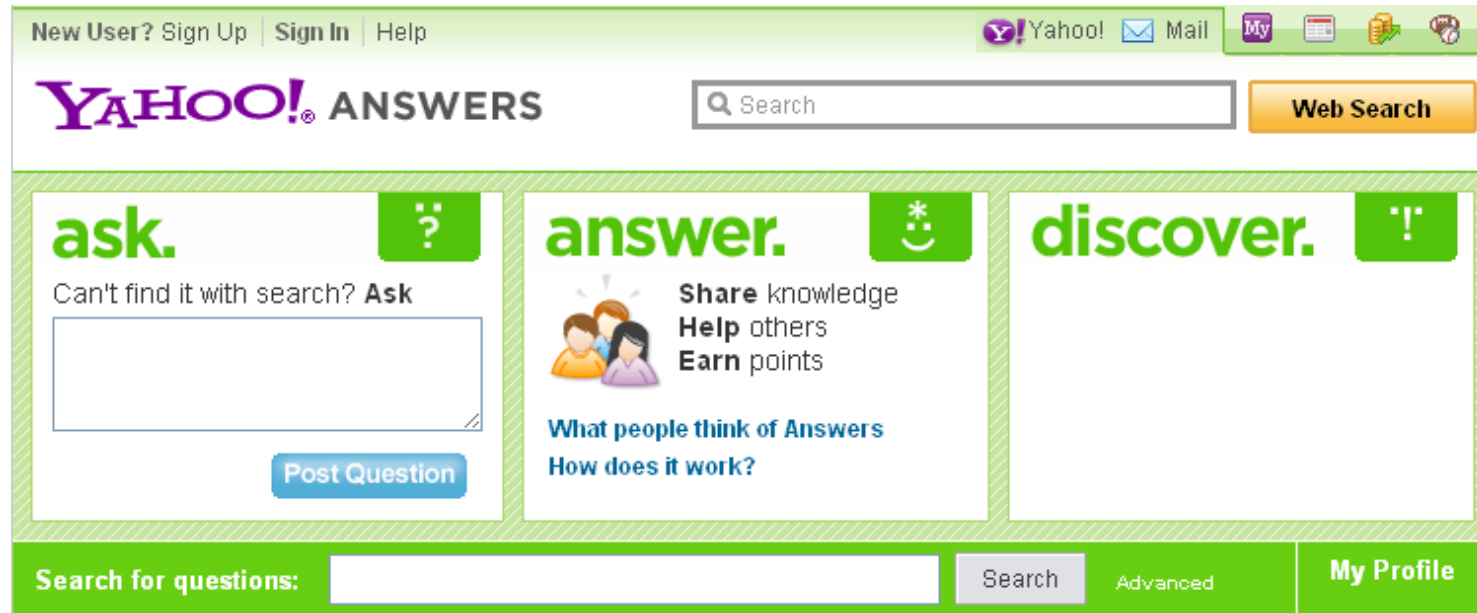 New User? Sign Up Sign In Help
Y! Yahoo! Mail My
YAHOO!® ANSWERS
Search
Web Search
ask.
?
Can't find it with search? Ask
Post Question
answer.
Share knowledge
Help others
Earn points
What people think of Answers
How does it work?
discover.
!
Search for questions:
Search
Advanced
My Profile